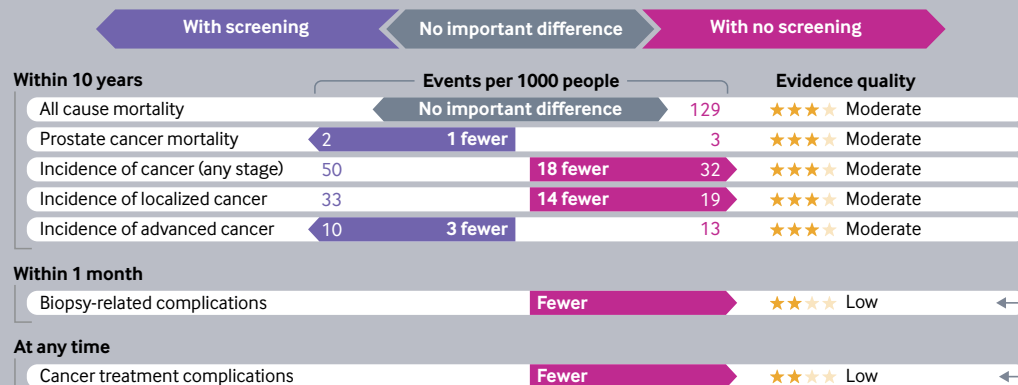 With screening No important difference With no screening
Within 10 years Events per 1000 people Evidence quality
All cause mortality No important difference 129 Moderate
Prostate cancer mortality 2 1 fewer 3 Moderate
Incidence of cancer (any stage) 50 18 fewer 32 Moderate
Incidence of localized cancer 33 14 fewer 19 Moderate
Incidence of advanced cancer 10 3 fewer 13 Moderate
Within 1 month
Biopsy-related complications Fewer Low
At any time
Cancer treatment complications Fewer Low